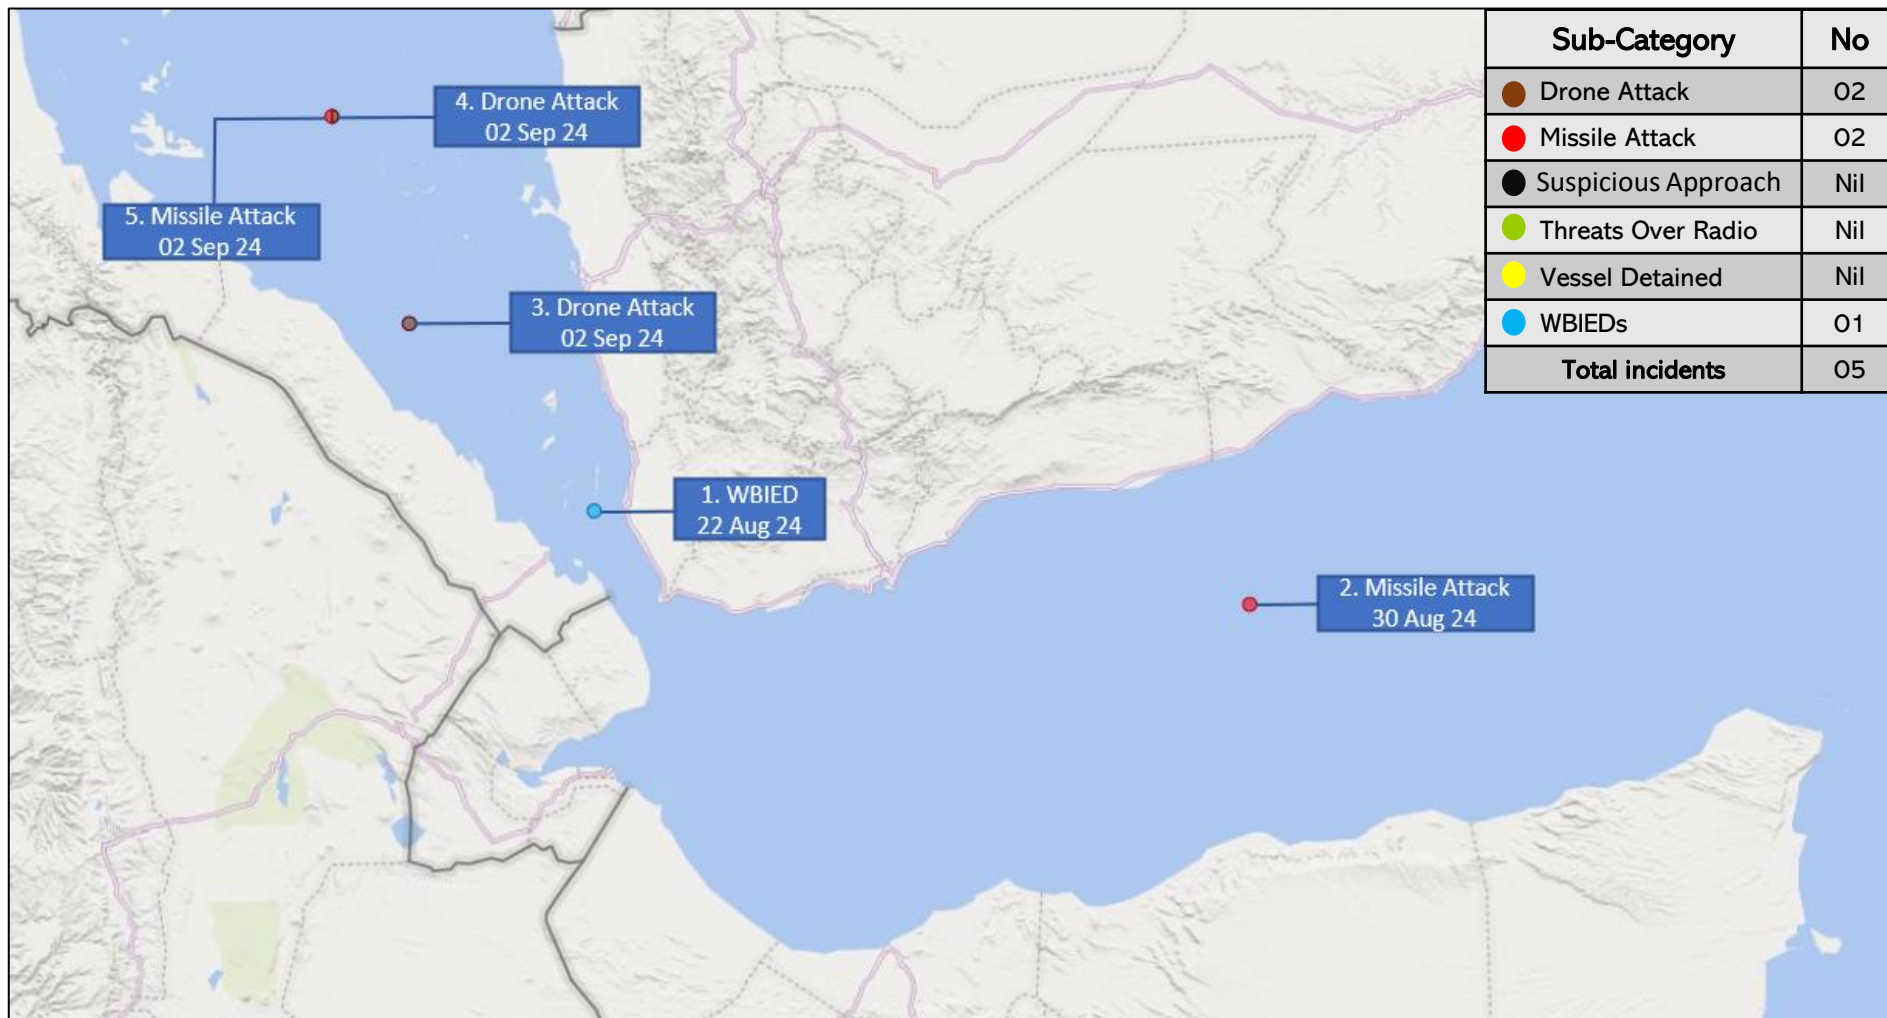 Sub-Category No
Drone Attack 02
Missile Attack 02
Suspicious Approach Nil
Threats Over Radio Nil
Vessel Detained Nil
WBIEDs 01
Total incidents 05
4. Drone Attack
02 Sep 24
5. Missile Attack
02 Sep 24
3. Drone Attack
02 Sep 24
1. WBIED
22 Aug 24
2. Missile Attack
30 Aug 24